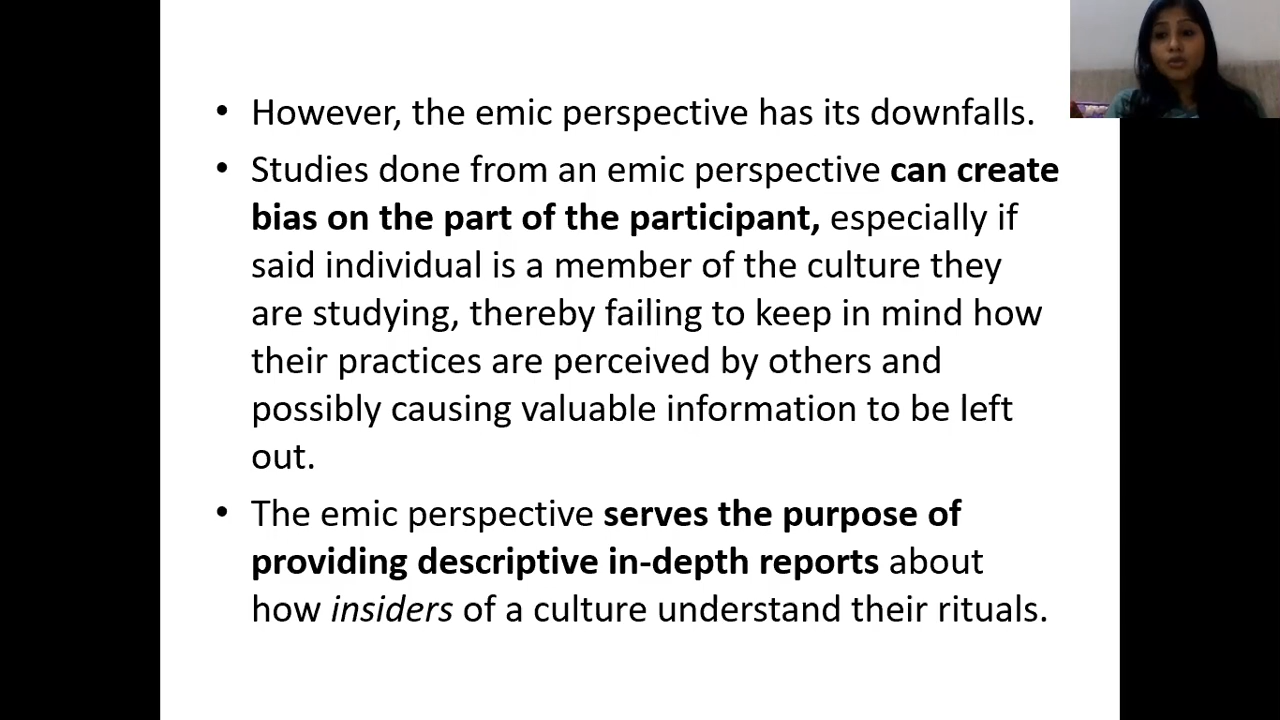 • However, the emic perspective has its downfalls.
• Studies done from an emic perspective can create
bias on the part of the participant, especially if
said individual is a member of the culture they
are studying, thereby failing to keep in mind how
their practices are perceived by others and
possibly causing valuable information to be left
out.
• The emic perspective serves the purpose of
providing descriptive in-depth reports about
how insiders of a culture understand their rituals.